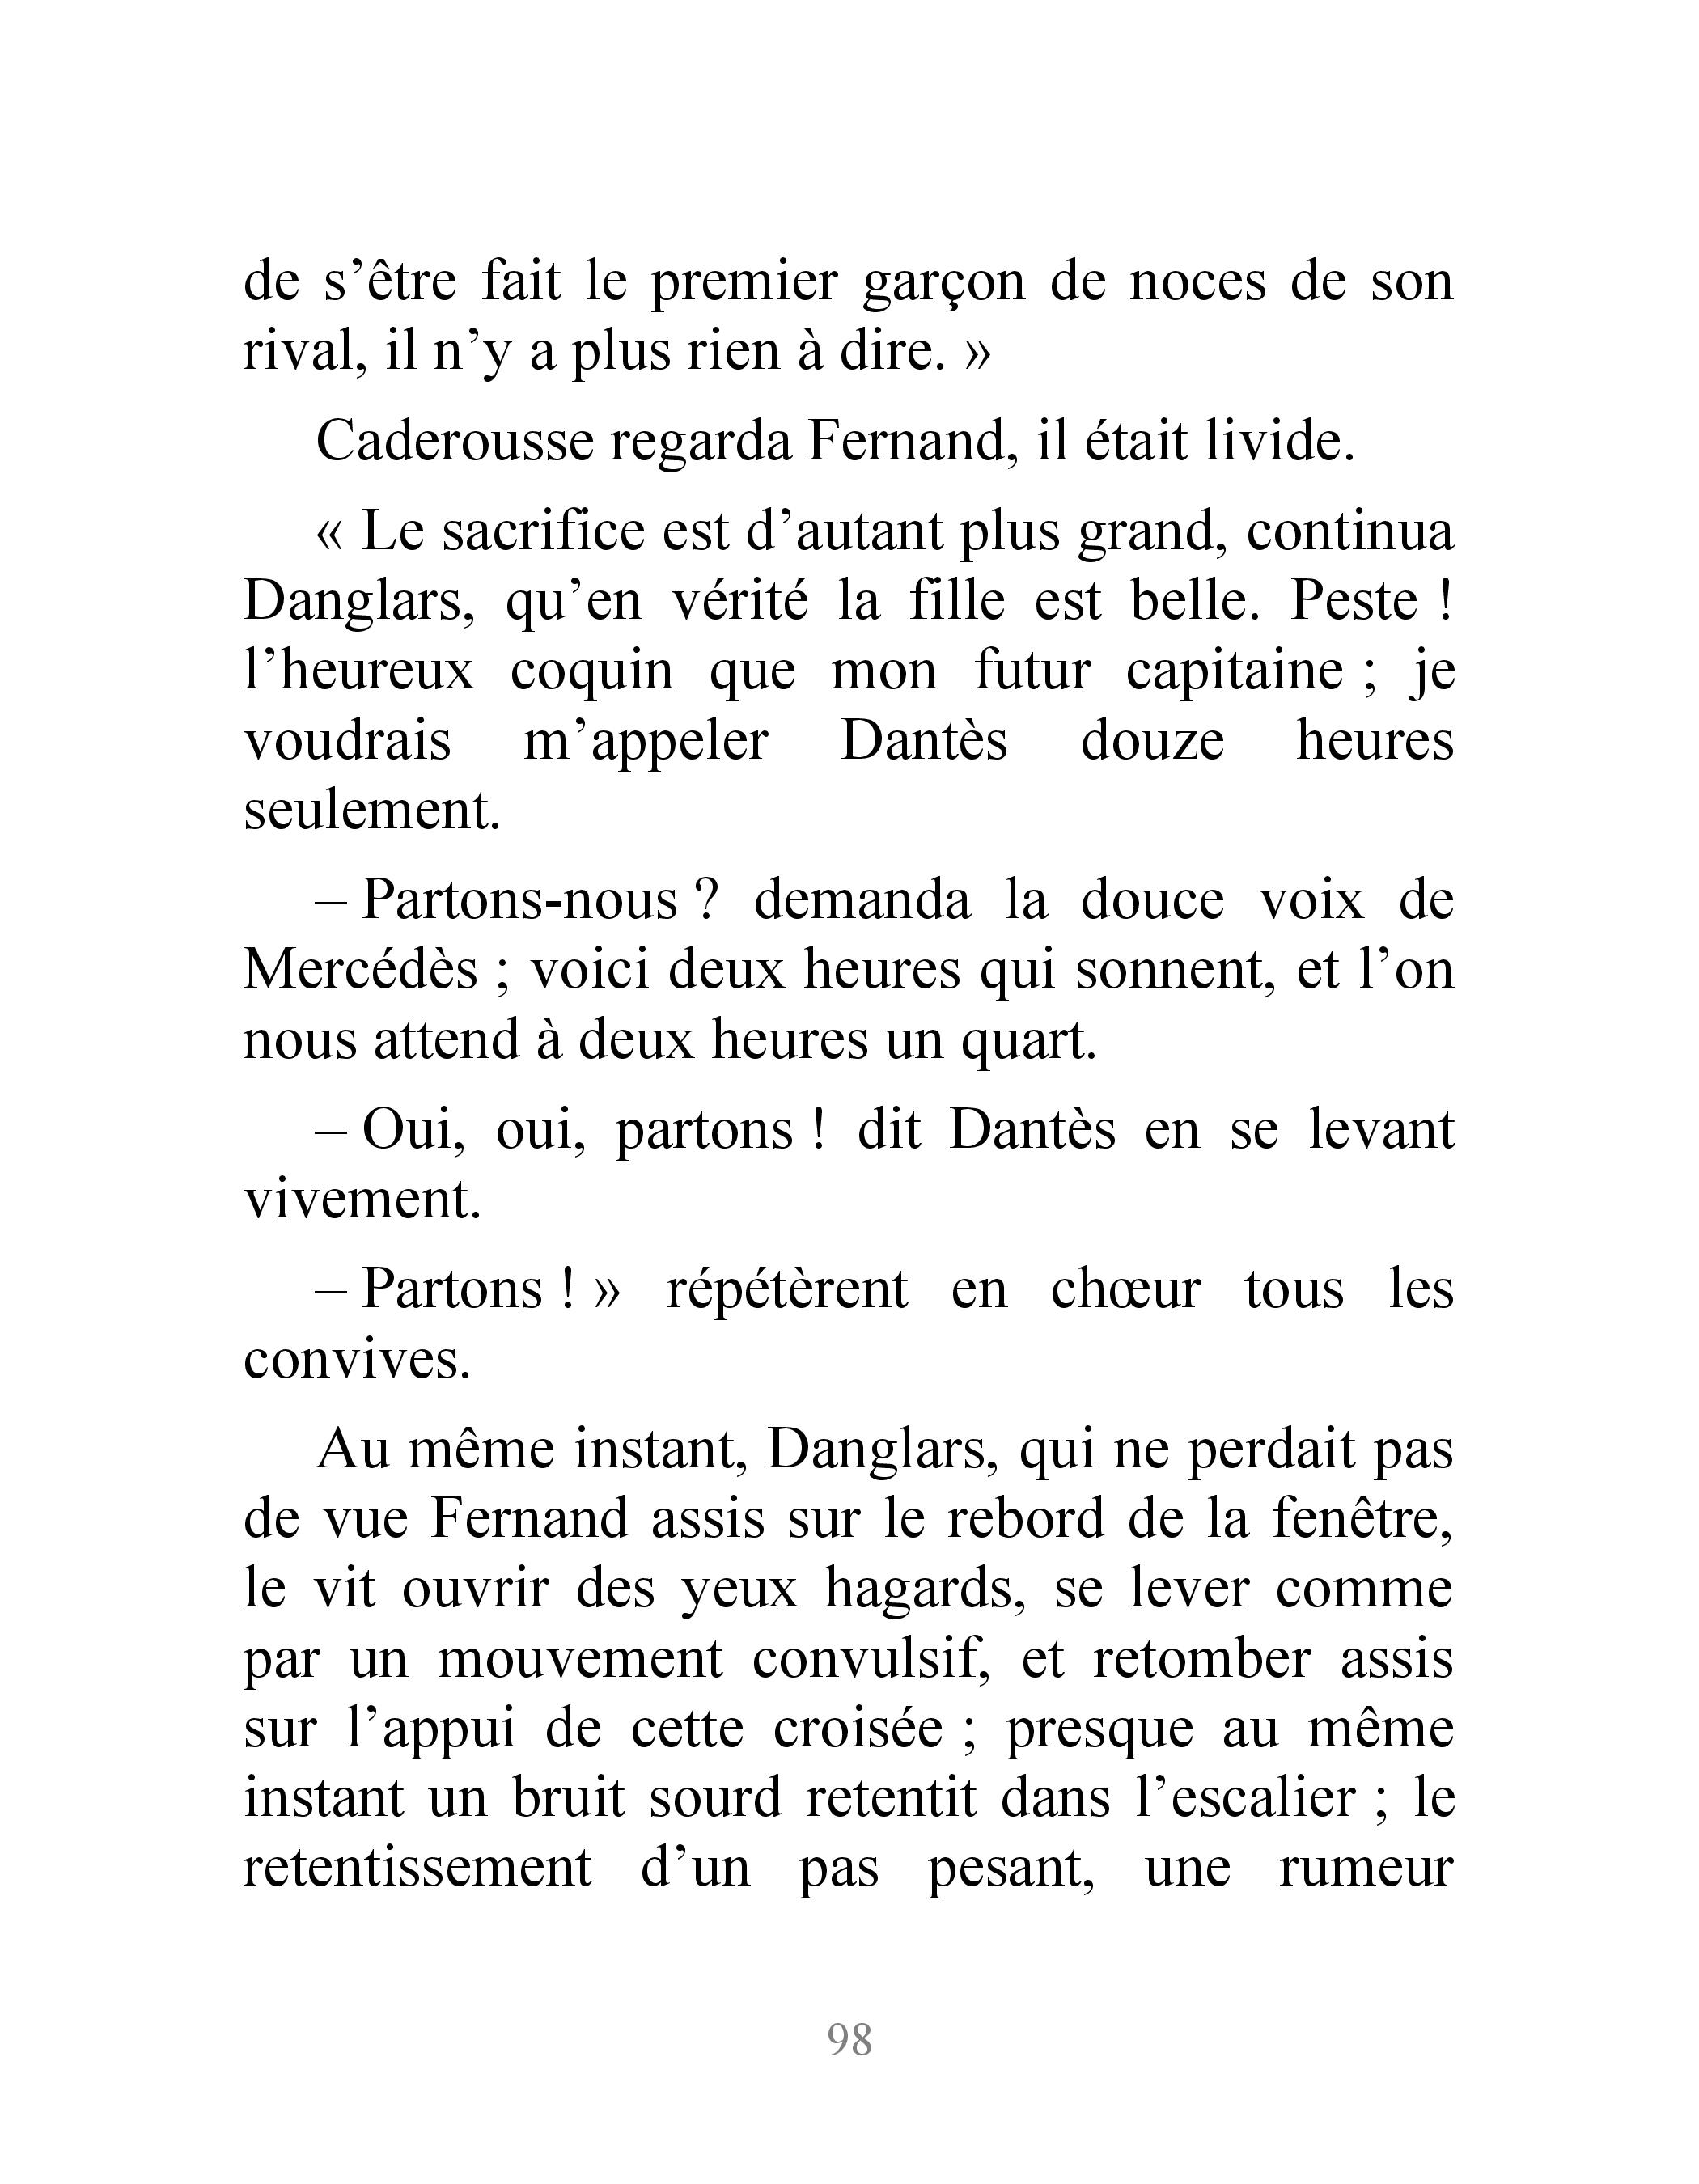 de s’être fait le premier garçon de noces de son
rival, il n’y a plus rien à dire. »
Caderousse regarda Fernand, il était livide.
« Le sacrifice est d’autant plus grand, continua
Danglars, qu’en vérité la fille est belle. Peste !
l’heureux coquin que mon futur capitaine ; je
voudrais m’appeler Dantès douze heures
seulement.
– Partons-nous ? demanda la douce voix de
Mercédès ; voici deux heures qui sonnent, et l’on
nous attend à deux heures un quart.
– Oui, oui, partons ! dit Dantès en se levant
vivement.
– Partons ! » répétèrent en chœur tous les
convives.
Au même instant, Danglars, qui ne perdait pas
de vue Fernand assis sur le rebord de la fenêtre,
le vit ouvrir des yeux hagards, se lever comme
par un mouvement convulsif, et retomber assis
sur l’appui de cette croisée ; presque au même
instant un bruit sourd retentit dans l’escalier ; le
retentissement d’un pas pesant, une rumeur
98